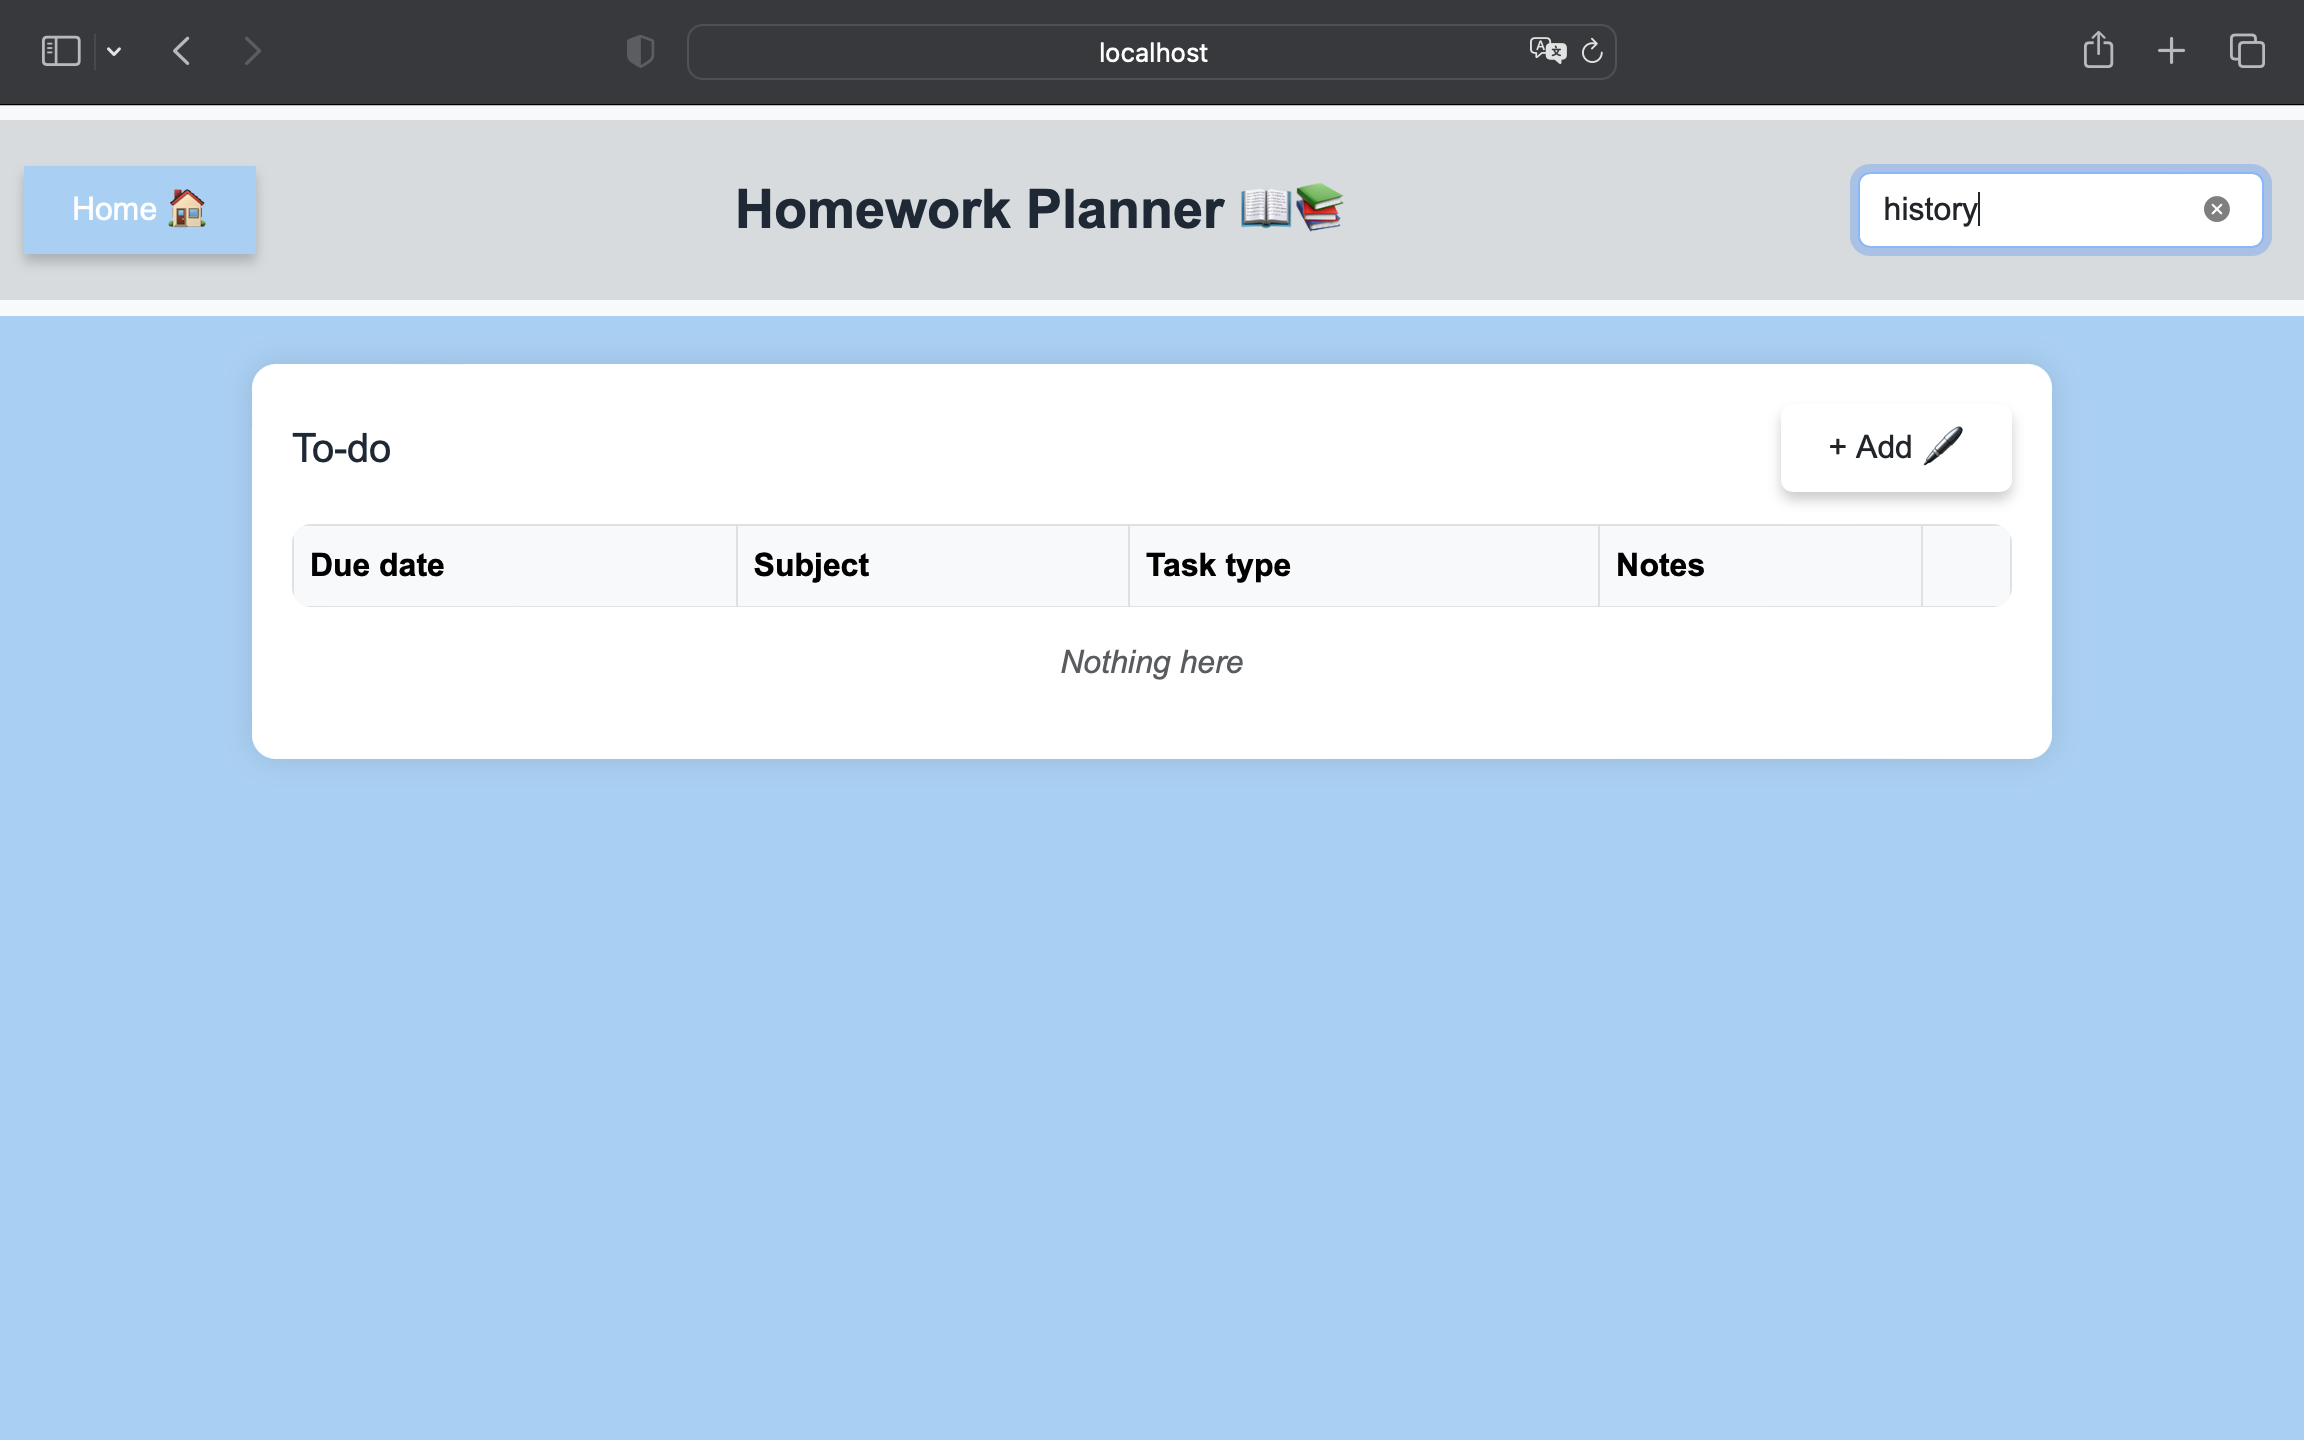 localhost
Home 🏠
Homework Planner 📖📚
history
To-do
+ Add 🖊️
Due date
Subject
Task type
Notes
Nothing here